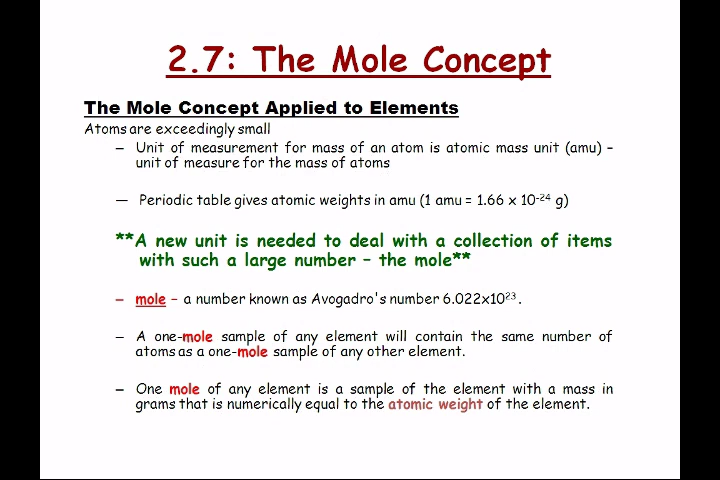 2.7: The Mole Concept
The Mole Concept Applied to Elements
Atoms are exceedingly small
– Unit of measurement for mass of an atom is atomic mass unit (amu) –
unit of measure for the mass of atoms
— Periodic table gives atomic weights in amu (1 amu = 1.66 x 10⁻²⁴ g)
**A new unit is needed to deal with a collection of items
with such a large number – the mole**
– mole – a number known as Avogadro's number 6.022x10²³.
– A one-mole sample of any element will contain the same number of
atoms as a one-mole sample of any other element.
– One mole of any element is a sample of the element with a mass in
grams that is numerically equal to the atomic weight of the element.